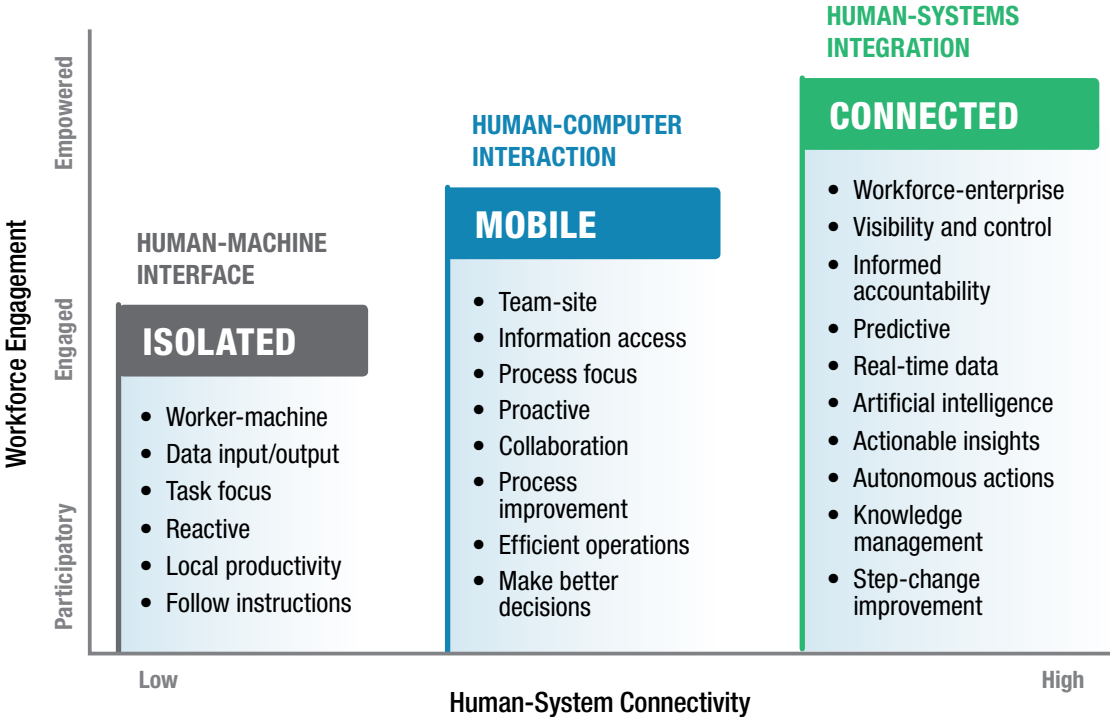 Workforce Engagement
Empowered
Engaged
Participatory
HUMAN-MACHINE
INTERFACE
ISOLATED
• Worker-machine
• Data input/output
• Task focus
• Reactive
• Local productivity
• Follow instructions
HUMAN-COMPUTER
INTERACTION
MOBILE
• Team-site
• Information access
• Process focus
• Proactive
• Collaboration
• Process
improvement
• Efficient operations
• Make better
decisions
HUMAN-SYSTEMS
INTEGRATION
CONNECTED
• Workforce-enterprise
• Visibility and control
• Informed
accountability
• Predictive
• Real-time data
• Artificial intelligence
• Actionable insights
• Autonomous actions
• Knowledge
management
• Step-change
improvement
Low
High
Human-System Connectivity